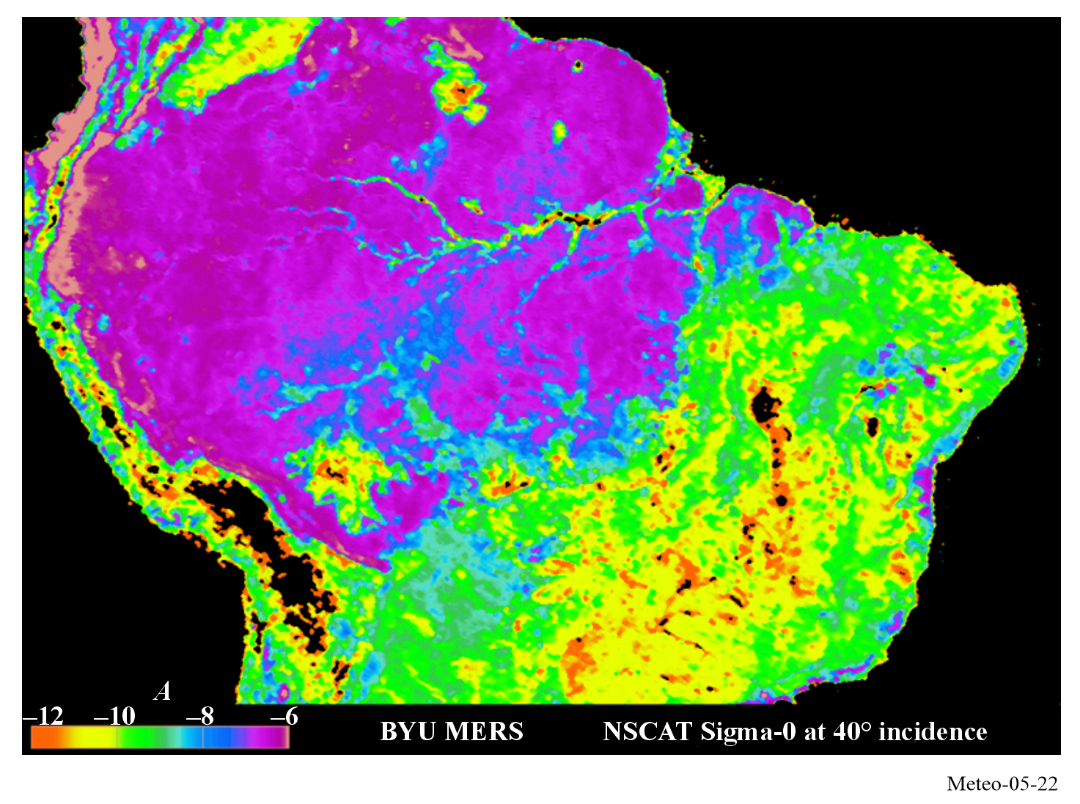 A
–12 –10 –8 –6
BYU MERS NSCAT Sigma-0 at 40° incidence
Meteo-05-22